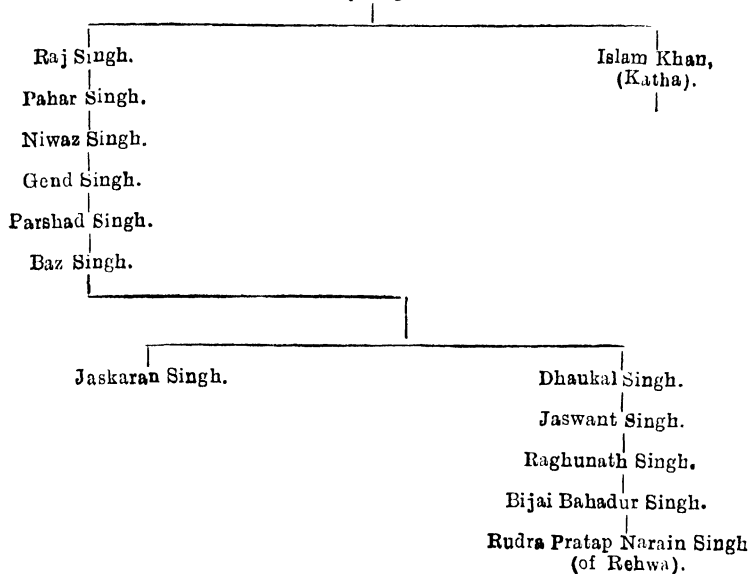 Raj Singh.
Islam Khan,
(Katha).
Pahar Singh.
Niwaz Singh.
Gend Singh.
Parshad Singh.
Baz Singh.
Jaskaran Singh.
Dhaukal Singh.
Jaswant Singh.
Raghunath Singh.
Bijai Bahadur Singh.
Rudra Pratap Narain Singh
(of Rehwa).